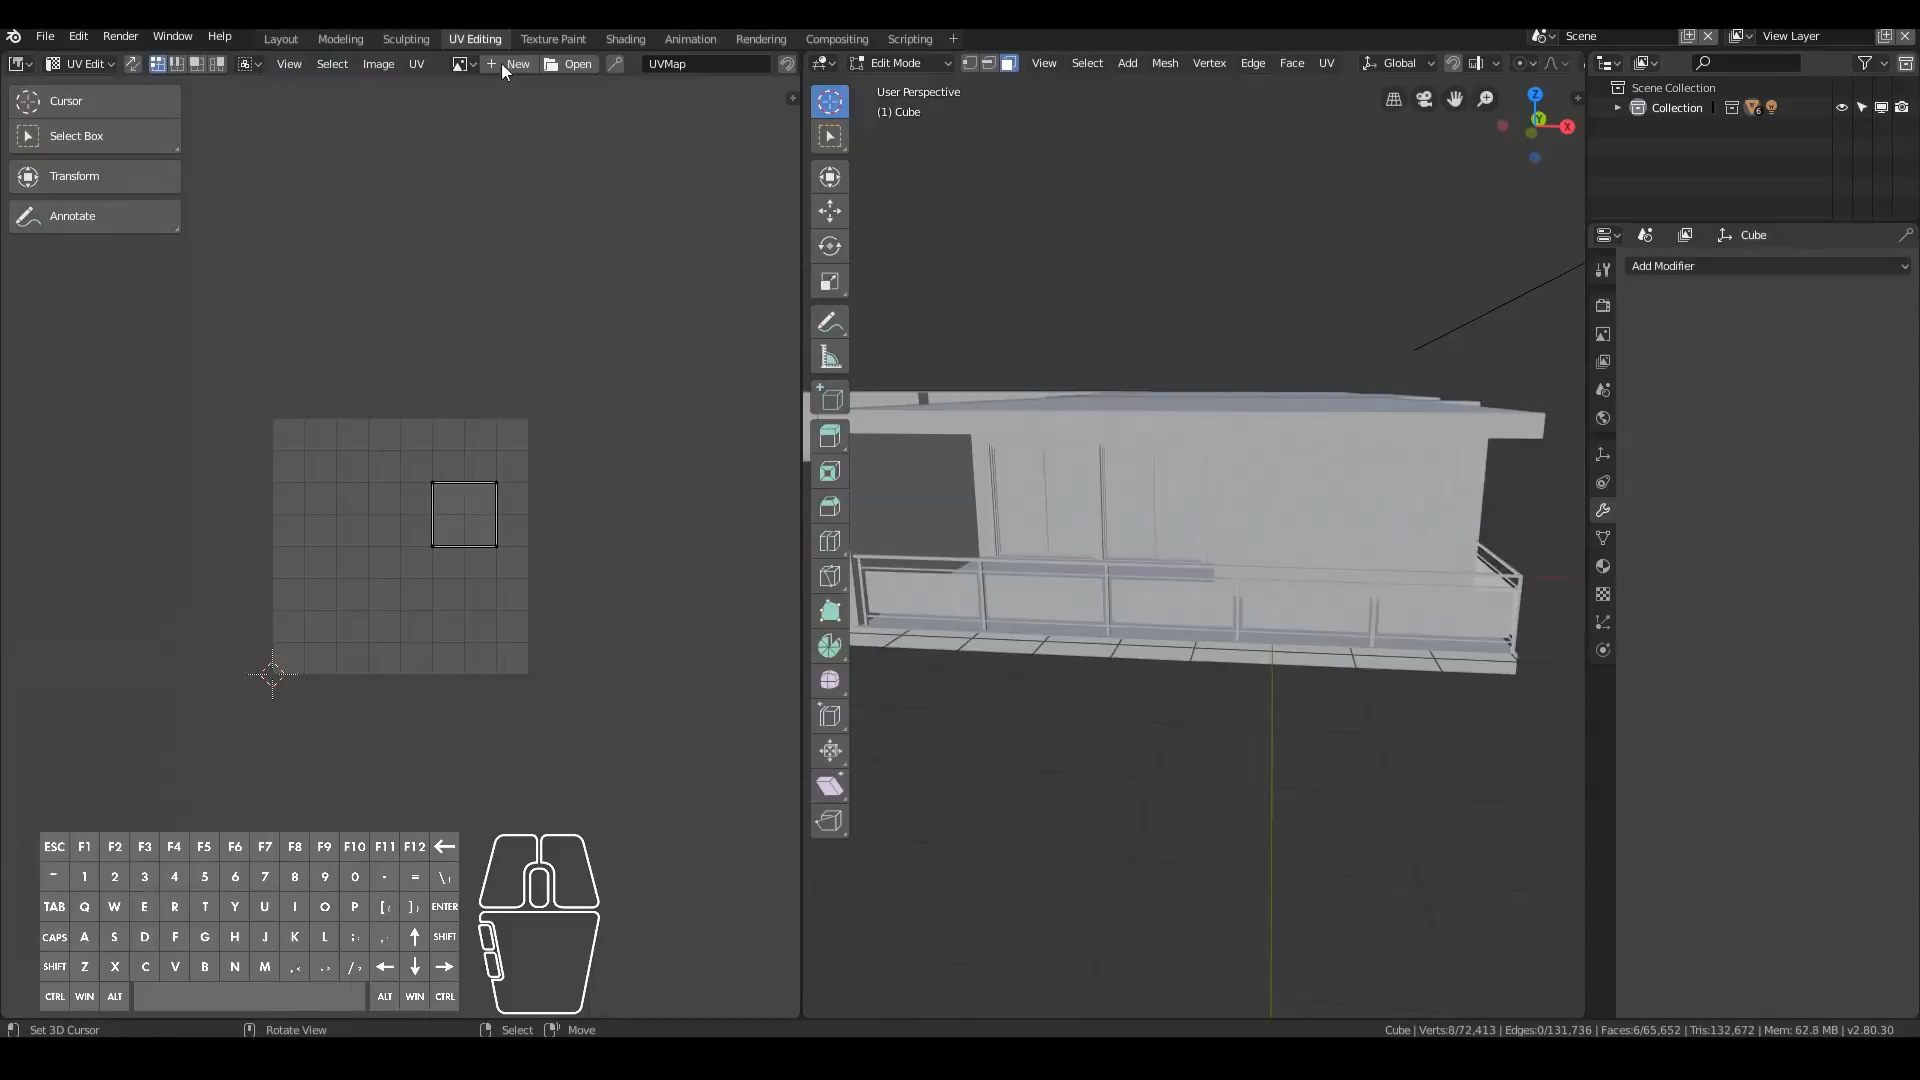 File Edit Render Window Help
Layout Modeling Sculpting UV Editing Texture Paint Shading Animation Rendering Compositing Scripting +
Scene
View Layer
UV Edit View Select Image UV + New Open UVMap
Edit Mode View Select Add Mesh Vertex Edge Face UV Global
Cursor
Select Box
Transform
Annotate
User Perspective
(1) Cube
Z
Y
X
Scene Collection
Collection
6
Cube
Add Modifier
ESC F1 F2 F3 F4 F5 F6 F7 F8 F9 F10 F11 F12
~ 1 2 3 4 5 6 7 8 9 0 - = \
TAB Q W E R T Y U I O P [{ ]} ENTER
CAPS A S D F G H J K L ; SHIFT
SHIFT Z X C V B N M ,< .> /?
CTRL WIN ALT ALT WIN CTRL
Set 3D Cursor Rotate View Select Move
Cube | Verts:8/72,413 | Edges:0/131,736 | Faces:6/65,652 | Tris:132,672 | Mem: 62.8 MB | v2.80.30